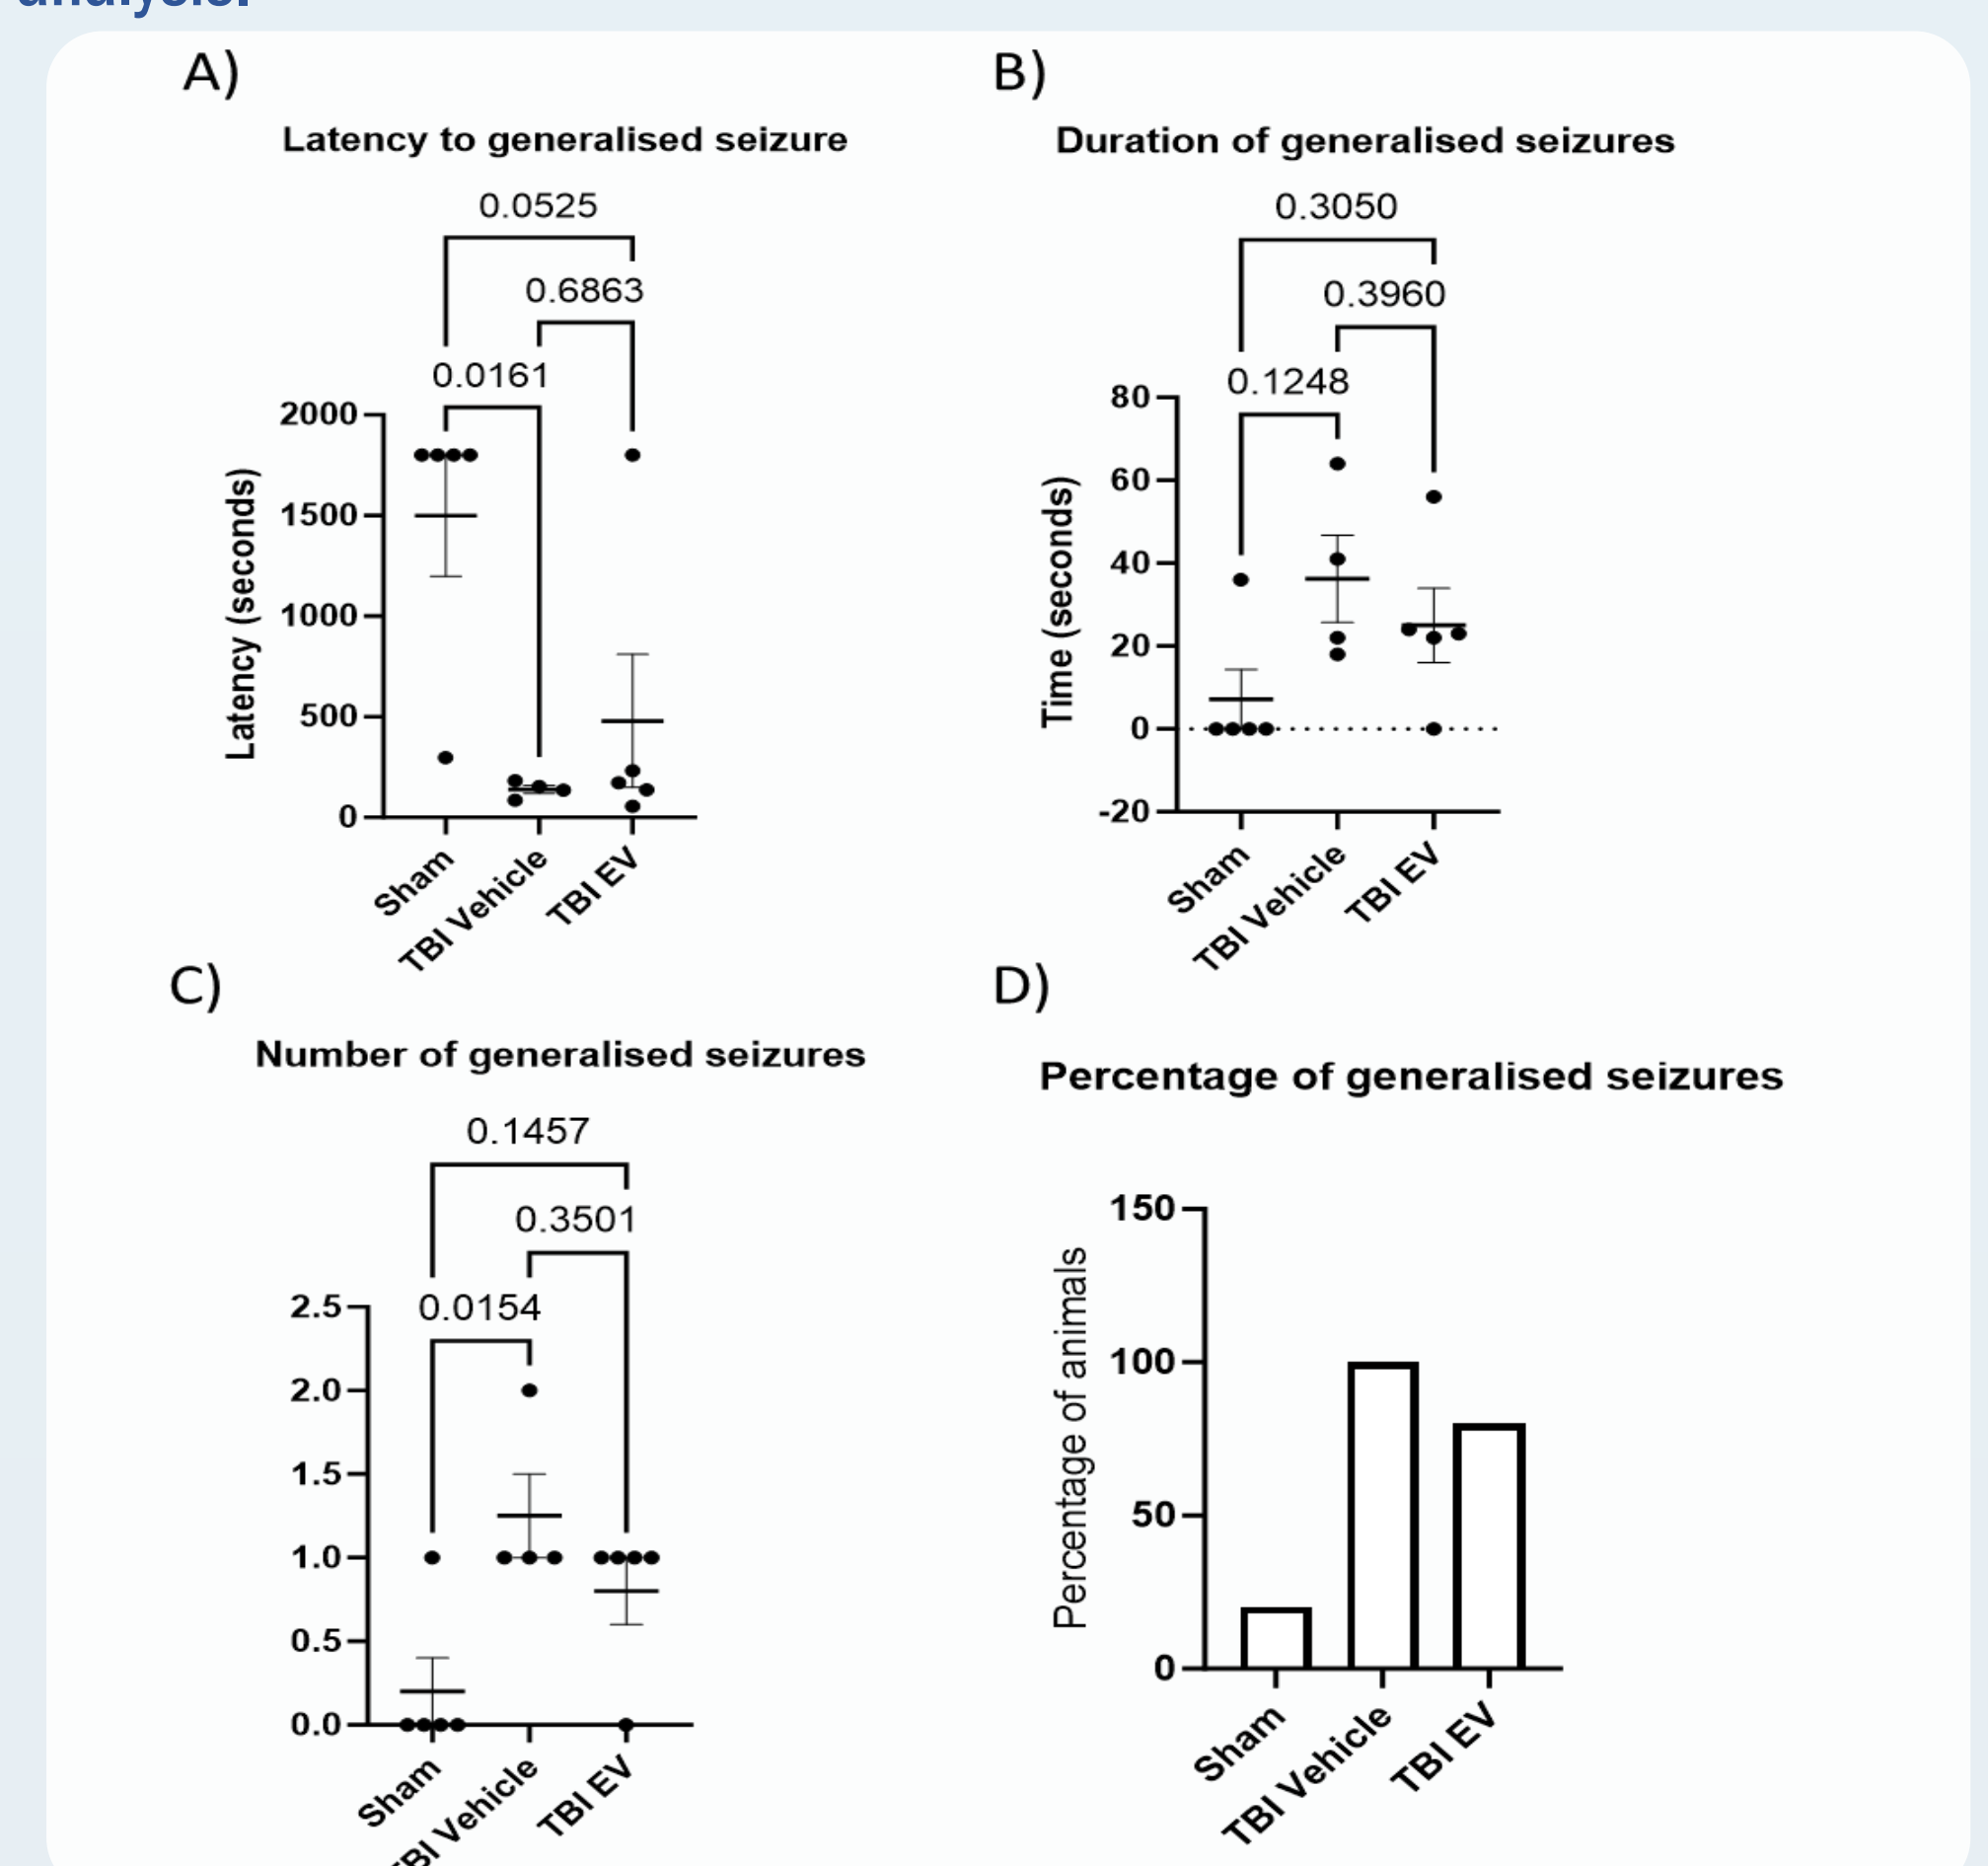 analysis.
A)
Latency to generalised seizure
0.0525
0.6863
0.0161
2000
1500
1000
500
0
Latency (seconds)
Sham
TBI Vehicle
TBI EV
B)
Duration of generalised seizures
0.3050
0.3960
0.1248
80
60
40
20
0
-20
Time (seconds)
Sham
TBI Vehicle
TBI EV
C)
Number of generalised seizures
0.1457
0.3501
0.0154
2.5
2.0
1.5
1.0
0.5
0.0
Sham
TBI Vehicle
TBI EV
D)
Percentage of generalised seizures
150
100
50
0
Percentage of animals
Sham
TBI Vehicle
TBI EV